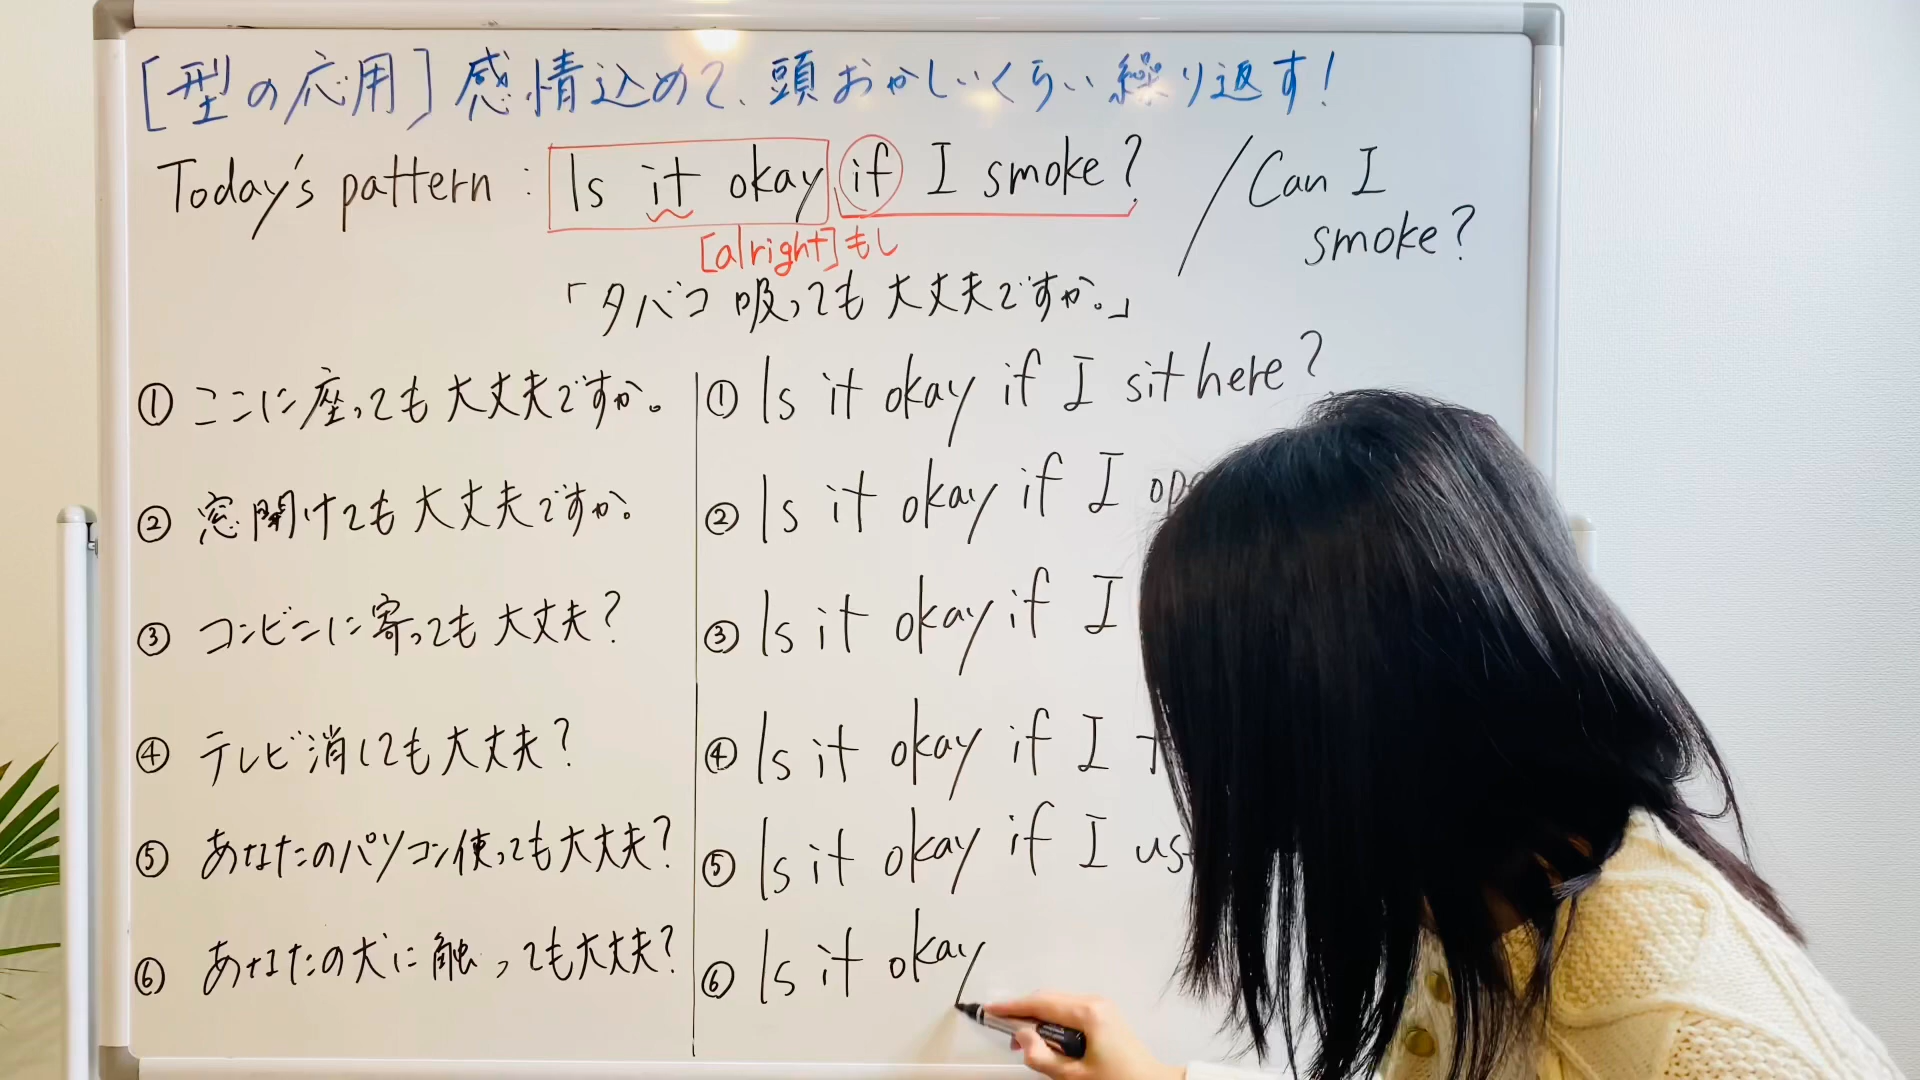 [型の応用] 感情込めて、頭おかしいくらい繰り返す!
Today's pattern : Is it okay if I smoke? / Can I
smoke?
[alright] もし
「タバコ吸っても大丈夫ですか。」
① ここに座っても大丈夫ですか。
② 窓開けても大丈夫ですか。
③ コンビニに寄っても大丈夫?
④ テレビ消しても大丈夫?
⑤ あなたのパソコン使っても大丈夫?
⑥ あなたの犬に触っても大丈夫?
① Is it okay if I sit here?
② Is it okay if I
③ Is it okay if I
④ Is it okay if I
⑤ Is it okay if I
⑥ Is it okay